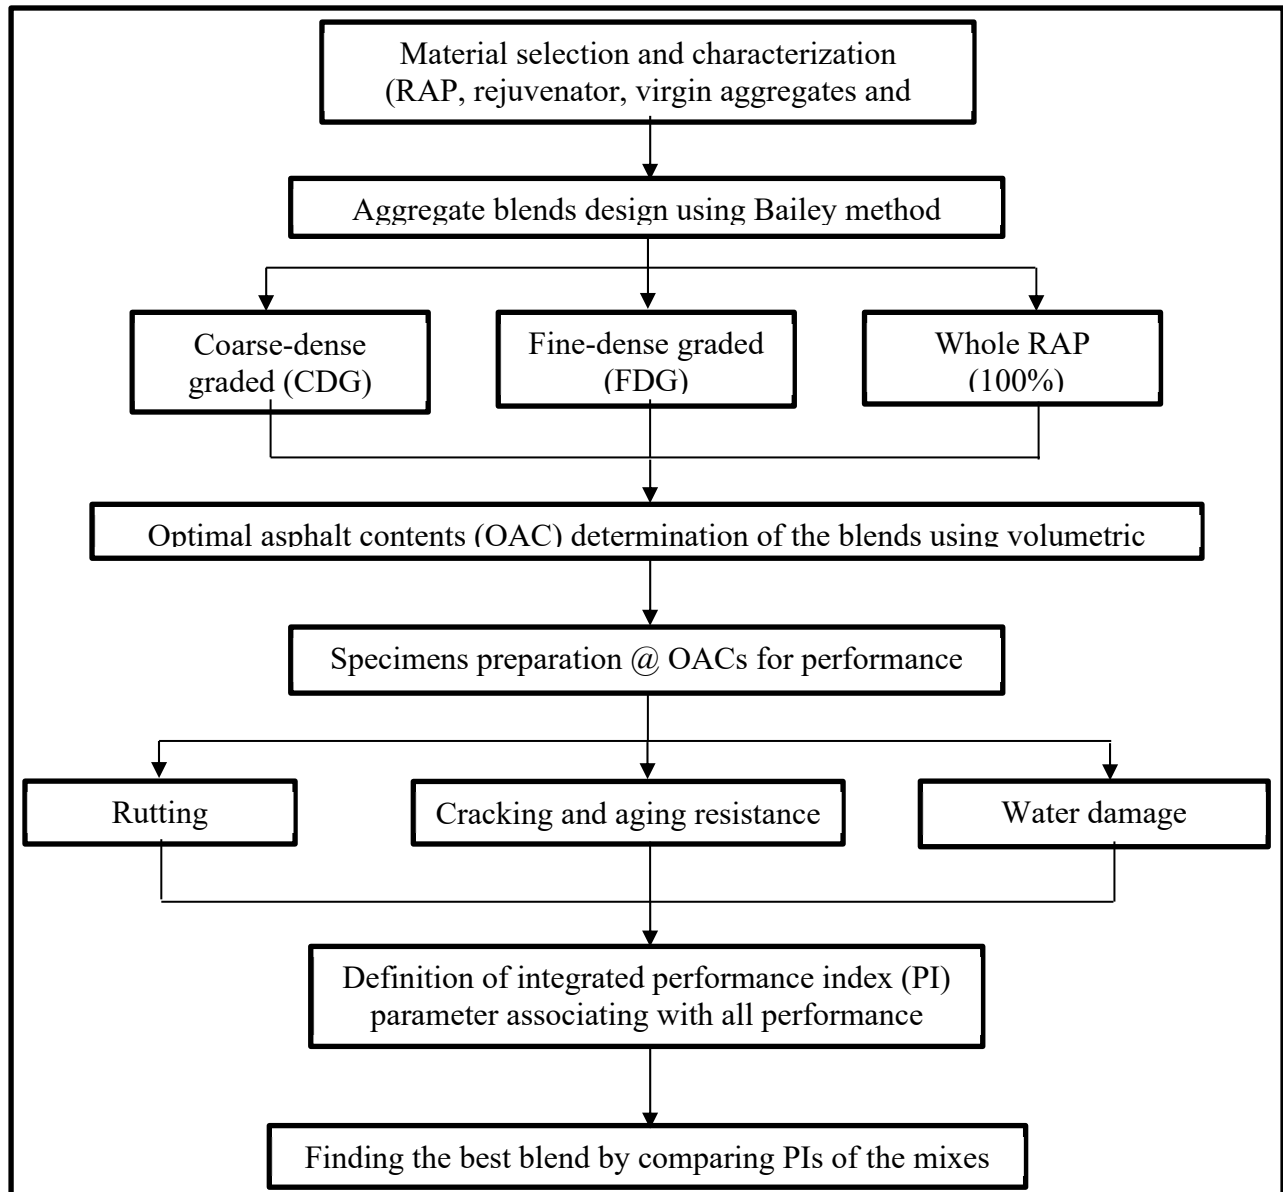 Material selection and characterization
(RAP, rejuvenator, virgin aggregates and
Aggregate blends design using Bailey method
Coarse-dense
graded (CDG)
Fine-dense graded
(FDG)
Whole RAP
(100%)
Optimal asphalt contents (OAC) determination of the blends using volumetric
Specimens preparation @ OACs for performance
Rutting
Cracking and aging resistance
Water damage
Definition of integrated performance index (PI)
parameter associating with all performance
Finding the best blend by comparing PIs of the mixes